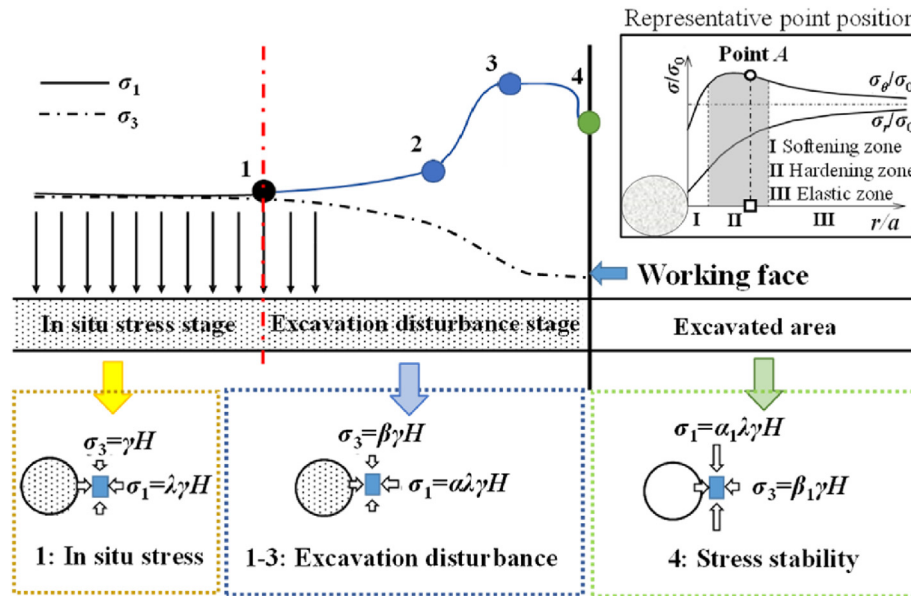 Representative point position
σ1
σ3
1
2
3
4
Point A
σ/σ0
σθ/σ0
σr/σ0
I Softening zone
II Hardening zone
III Elastic zone
I
II
III
r/a
Working face
In situ stress stage
Excavation disturbance stage
Excavated area
σ3=γH
σ1=λγH
1: In situ stress
σ3=βγH
σ1=αλγH
1-3: Excavation disturbance
σ1=α1λγH
σ3=β1γH
4: Stress stability